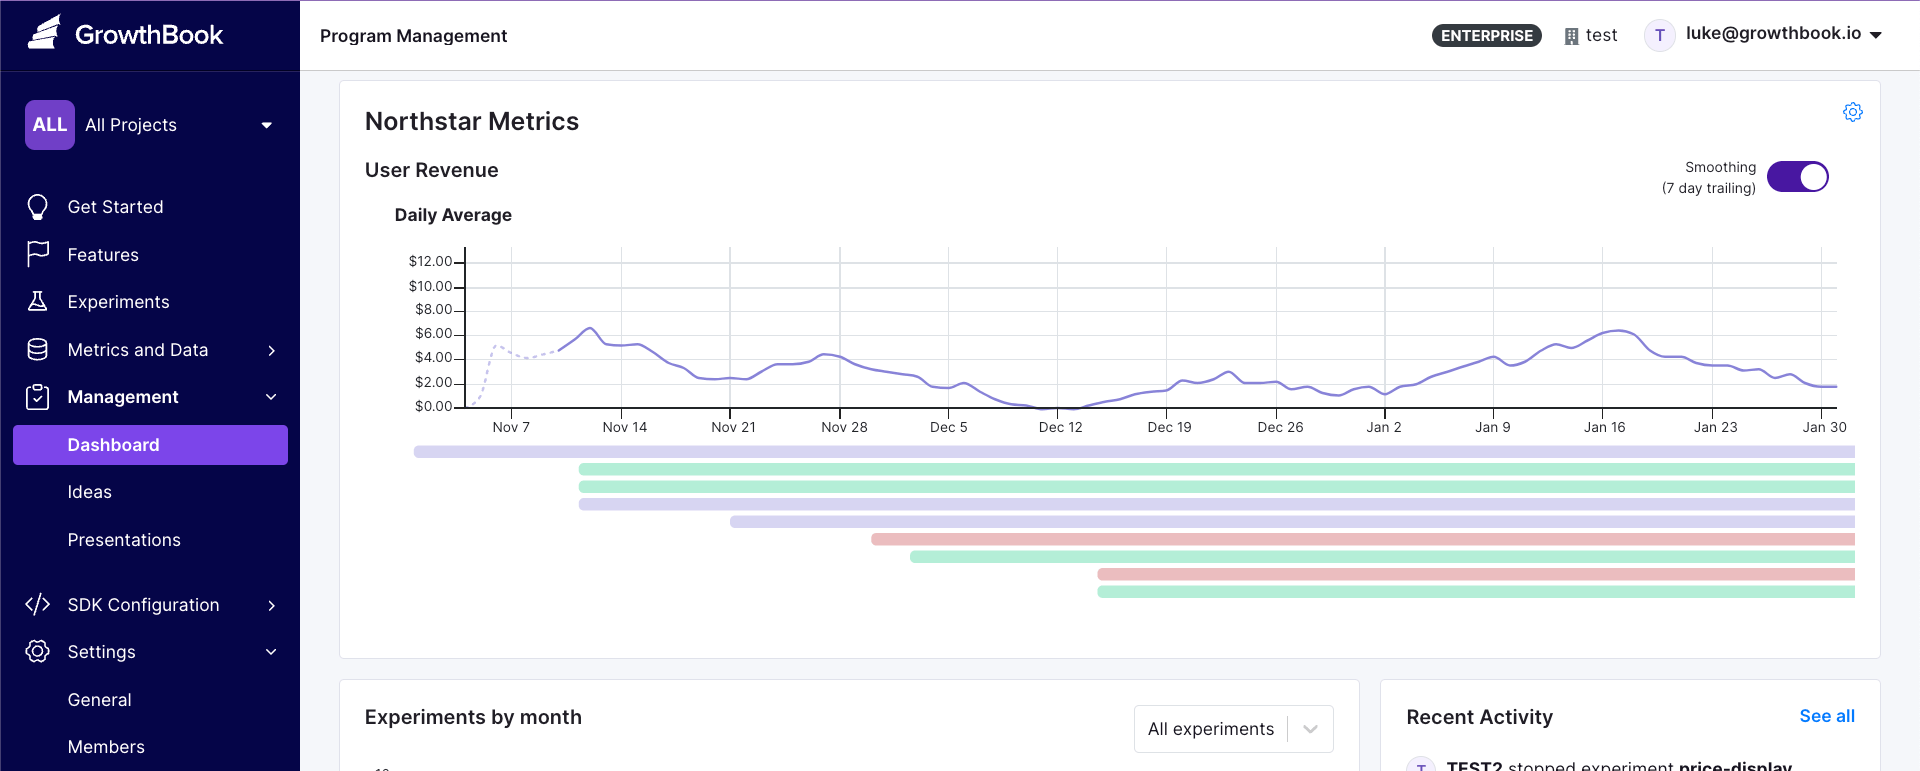 GrowthBook
Program Management
ENTERPRISE
test
T
luke@growthbook.io
ALL
All Projects
Get Started
Features
Experiments
Metrics and Data
Management
Dashboard
Ideas
Presentations
SDK Configuration
Settings
General
Members
Northstar Metrics
User Revenue
Smoothing
(7 day trailing)
Daily Average
$12.00
$10.00
$8.00
$6.00
$4.00
$2.00
$0.00
Nov 7 Nov 14 Nov 21 Nov 28 Dec 5 Dec 12 Dec 19 Dec 26 Jan 2 Jan 9 Jan 16 Jan 23 Jan 30
Experiments by month
All experiments
Recent Activity
See all
T
TEST2 stopped experiment price-display